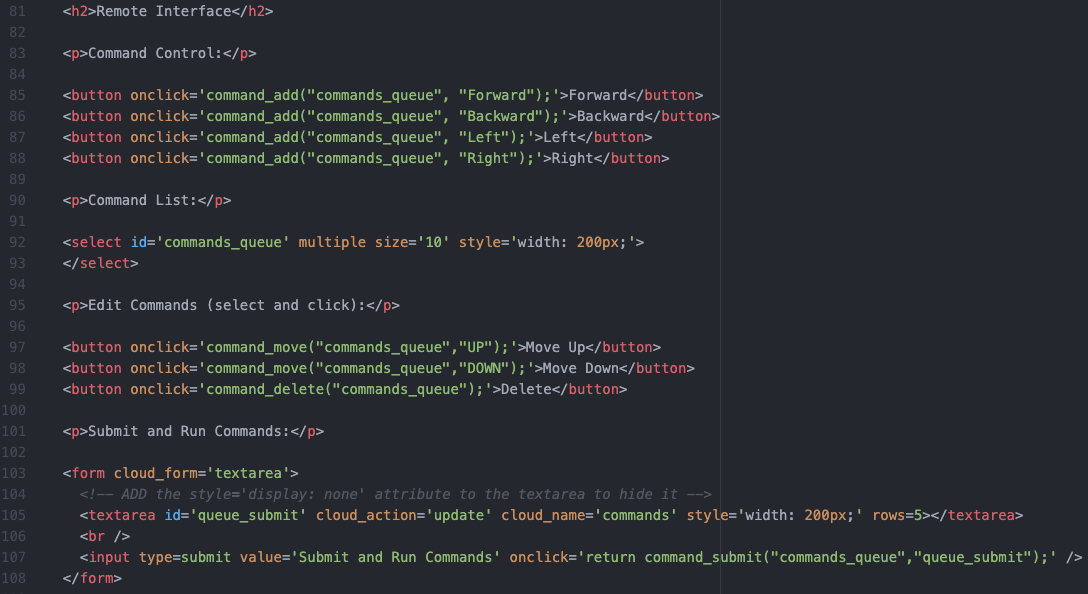 81 <h2>Remote Interface</h2>
82
83 <p>Command Control:</p>
84
85 <button onclick='command_add("commands_queue", "Forward");'>Forward</button>
86 <button onclick='command_add("commands_queue", "Backward");'>Backward</button>
87 <button onclick='command_add("commands_queue", "Left");'>Left</button>
88 <button onclick='command_add("commands_queue", "Right");'>Right</button>
89
90 <p>Command List:</p>
91
92 <select id='commands_queue' multiple size='10' style='width: 200px;'>
93 </select>
94
95 <p>Edit Commands (select and click):</p>
96
97 <button onclick='command_move("commands_queue","UP");'>Move Up</button>
98 <button onclick='command_move("commands_queue","DOWN");'>Move Down</button>
99 <button onclick='command_delete("commands_queue");'>Delete</button>
100
101 <p>Submit and Run Commands:</p>
102
103 <form cloud_form='textarea'>
104 <!-- ADD the style='display: none' attribute to the textarea to hide it -->
105 <textarea id='queue_submit' cloud_action='update' cloud_name='commands' style='width: 200px;' rows=5></textarea>
106 <br />
107 <input type=submit value='Submit and Run Commands' onclick='return command_submit("commands_queue","queue_submit");' />
108 </form>